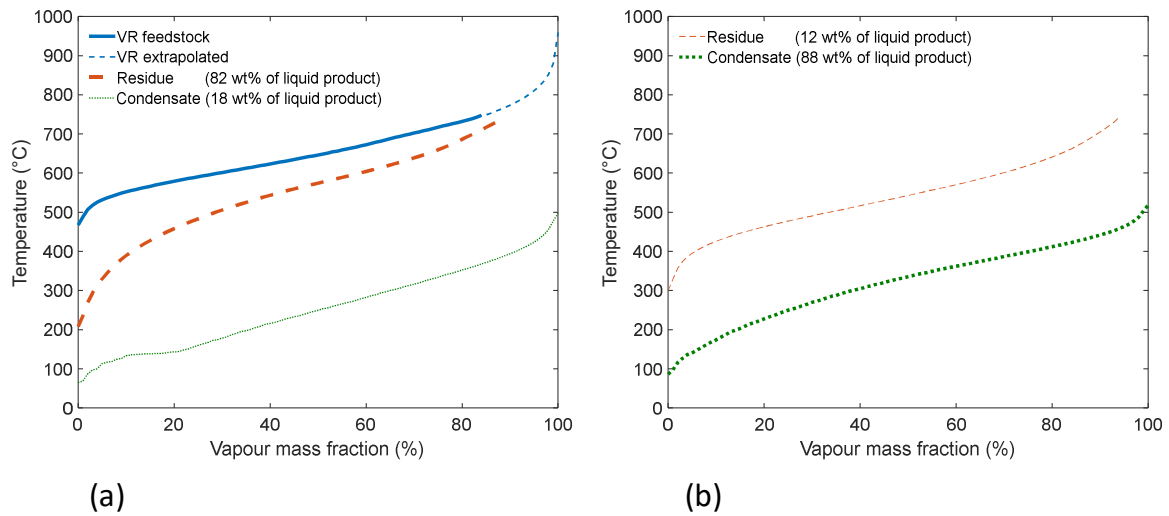 1000
900
800
700
600
500
400
300
200
100
0
Temperature (°C)
VR feedstock
VR extrapolated
Residue (82 wt% of liquid product)
Condensate (18 wt% of liquid product)
0 20 40 60 80 100
Vapour mass fraction (%)
(a)
1000
900
800
700
600
500
400
300
200
100
0
Temperature (°C)
Residue (12 wt% of liquid product)
Condensate (88 wt% of liquid product)
0 20 40 60 80 100
Vapour mass fraction (%)
(b)